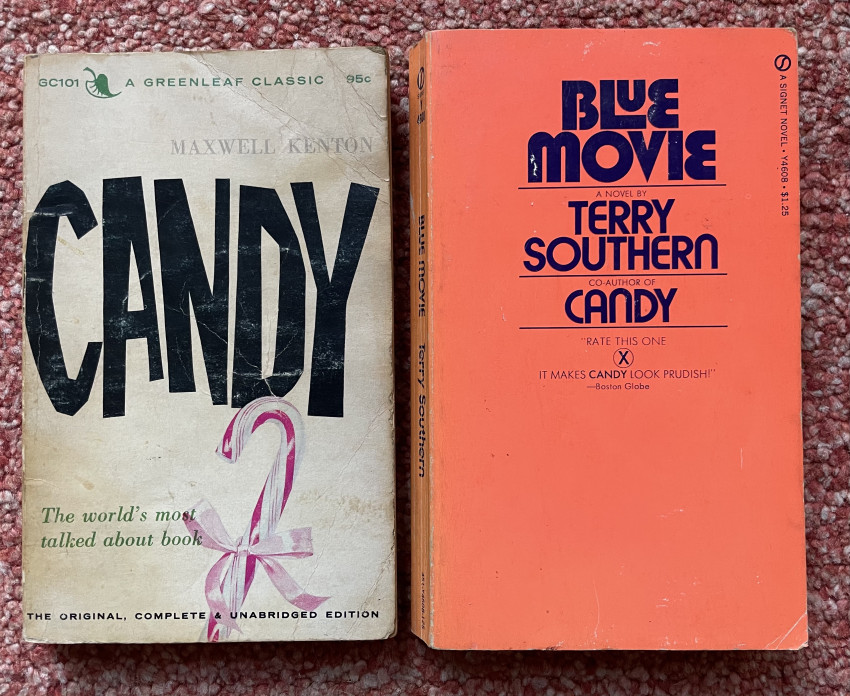 GC101 A GREENLEAF CLASSIC 95c
MAXWELL KENTON
CANDY
The world's most
talked about book
THE ORIGINAL, COMPLETE & UNABRIDGED EDITION
BLUE MOVIE Terry Southern
BLUE
MOVIE
A NOVEL BY
TERRY
SOUTHERN
CO-AUTHOR OF
CANDY
"RATE THIS ONE
X
IT MAKES CANDY LOOK PRUDISH!"
—Boston Globe
A SIGNET NOVEL • Y4608 • $1.25